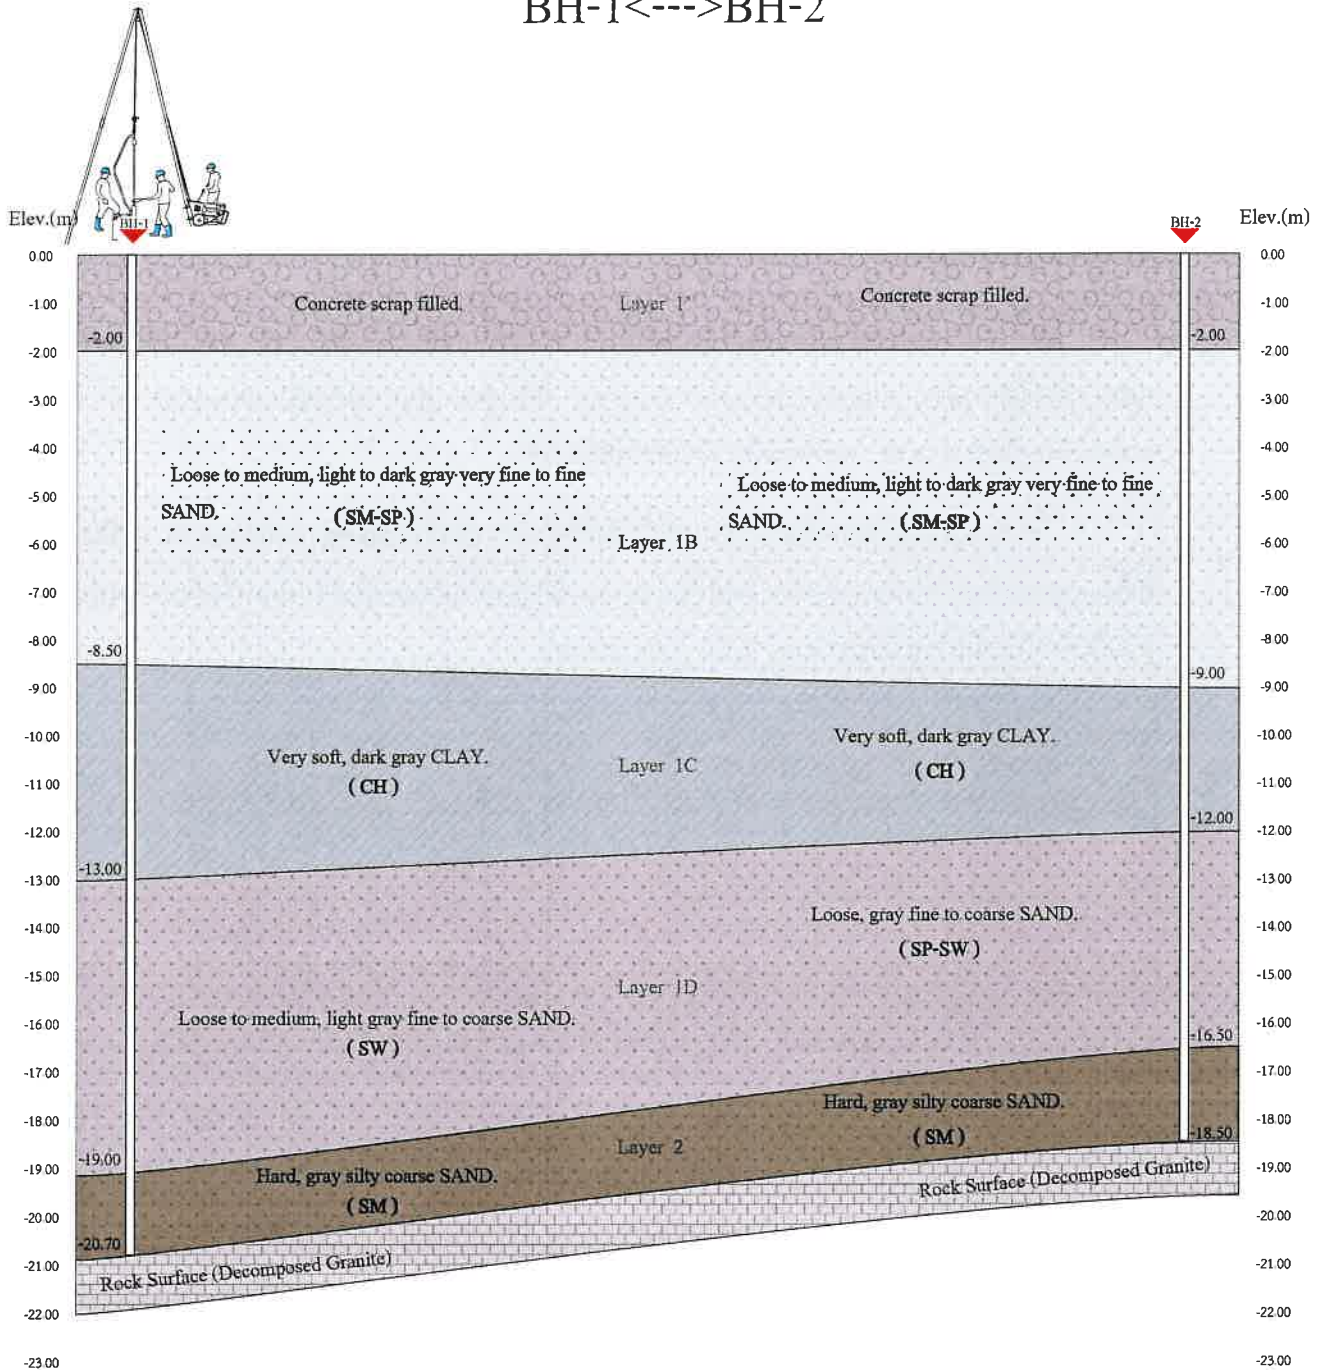 BH-1<--->BH-2
Elev.(m)
BH-1
BH-2
Elev.(m)
0.00
0.00
Concrete scrap filled.
Layer 1
Concrete scrap filled.
-1.00
-1.00
-2.00
-2.00
-2.00
-2.00
-3.00
-3.00
-4.00
-4.00
Loose to medium, light to dark gray very fine to fine
SAND.
(SM-SP)
Loose to medium, light to dark gray very fine to fine
SAND.
(SM-SP)
-5.00
-5.00
Layer 1B
-6.00
-6.00
-7.00
-7.00
-8.00
-8.00
-8.50
-9.00
-9.00
-9.00
Very soft, dark gray CLAY.
(CH)
Layer 1C
Very soft, dark gray CLAY.
(CH)
-10.00
-10.00
-11.00
-11.00
-12.00
-12.00
-12.00
-13.00
-13.00
-13.00
Loose, gray fine to coarse SAND.
(SP-SW)
-14.00
-14.00
-15.00
-15.00
Layer 1D
Loose to medium, light gray fine to coarse SAND.
(SW)
-16.00
-16.00
-16.50
-17.00
-17.00
Hard, gray silty coarse SAND.
(SM)
-18.00
-18.00
-18.50
Layer 2
-19.00
-19.00
-19.00
Hard, gray silty coarse SAND.
(SM)
Rock Surface (Decomposed Granite)
-20.00
-20.00
-20.70
-21.00
-21.00
Rock Surface (Decomposed Granite)
-22.00
-22.00
-23.00
-23.00